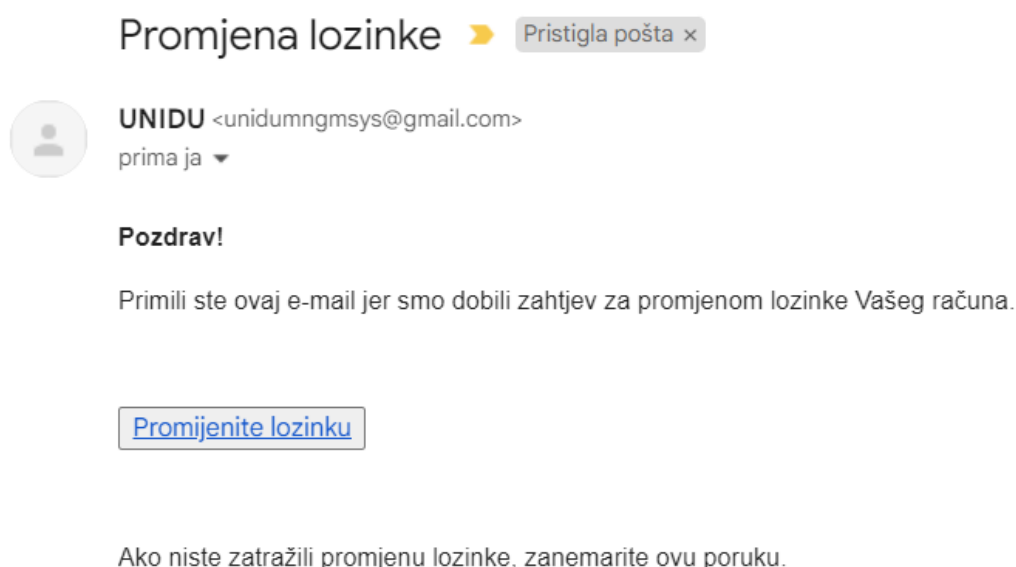 Promjena lozinke Pristigla pošta ×
UNIDU <unidumngmsys@gmail.com>
prima ja
Pozdrav!
Primili ste ovaj e-mail jer smo dobili zahtjev za promjenom lozinke Vašeg računa.
Promijenite lozinku
Ako niste zatražili promjenu lozinke, zanemarite ovu poruku.